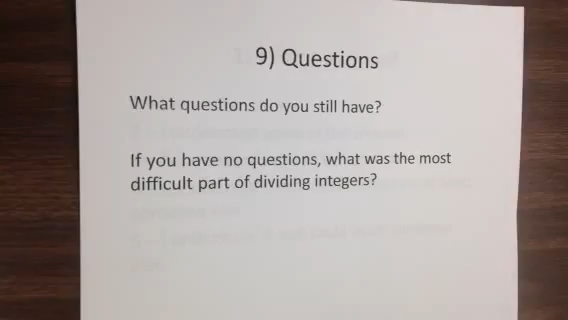 9) Questions
What questions do you still have?
If you have no questions, what was the most
difficult part of dividing integers?